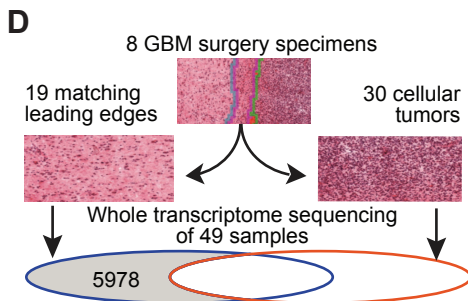 D
8 GBM surgery specimens
19 matching
leading edges
30 cellular
tumors
Whole transcriptome sequencing
of 49 samples
5978